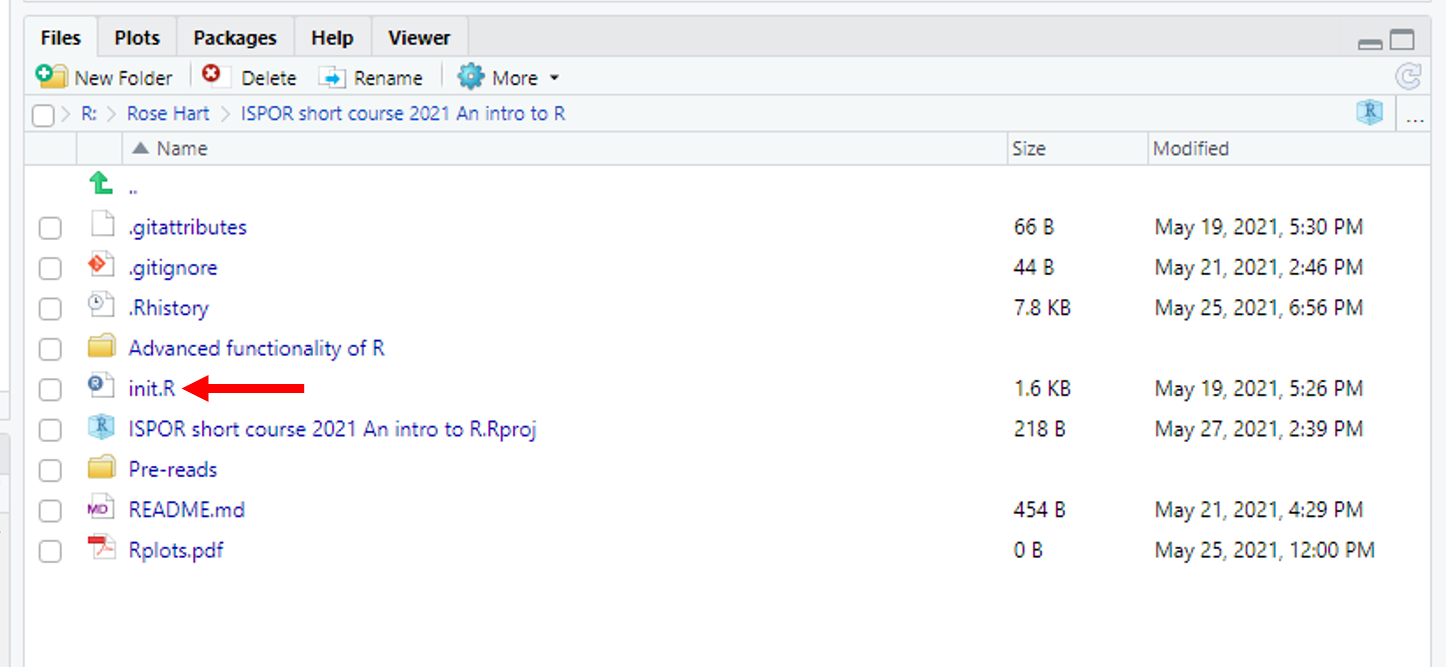 Files Plots Packages Help Viewer
New Folder Delete Rename More
R: Rose Hart ISPOR short course 2021 An intro to R R ...
Name Size Modified
..
.gitattributes 66 B May 19, 2021, 5:30 PM
.gitignore 44 B May 21, 2021, 2:46 PM
.Rhistory 7.8 KB May 25, 2021, 6:56 PM
Advanced functionality of R
R init.R 1.6 KB May 19, 2021, 5:26 PM
R ISPOR short course 2021 An intro to R.Rproj 218 B May 27, 2021, 2:39 PM
Pre-reads
MD README.md 454 B May 21, 2021, 4:29 PM
Rplots.pdf 0 B May 25, 2021, 12:00 PM